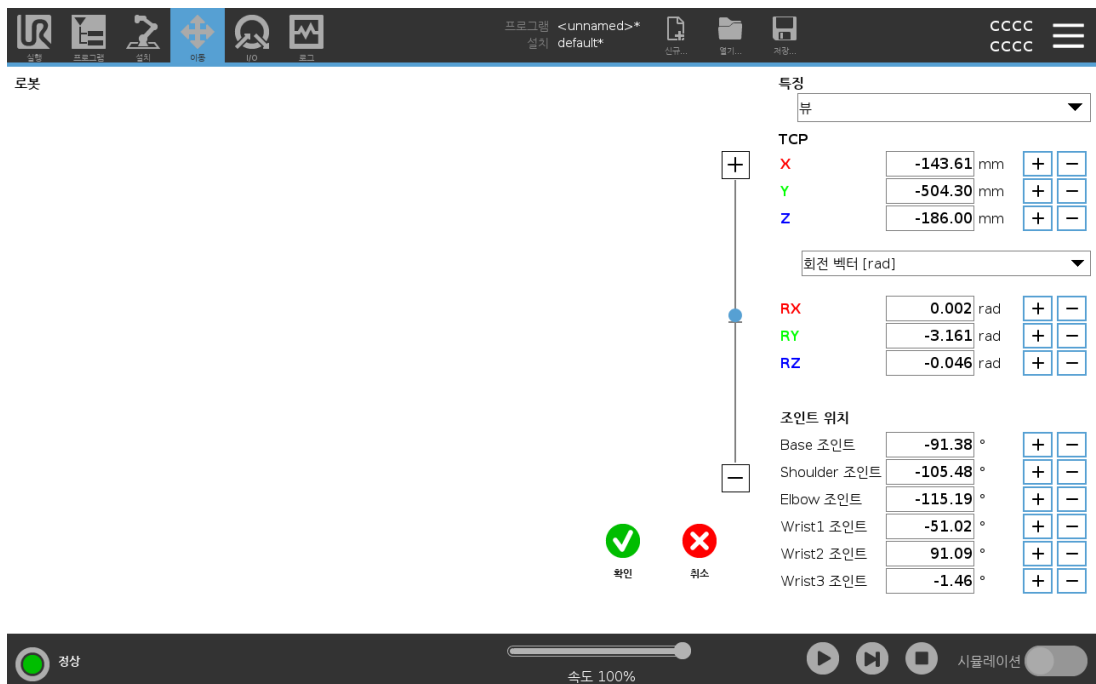 UR
실행 프로그램 설치 이동 I/O 로그
프로그램 <unnamed>*
설치 default*
신규... 열기... 저장...
CCCC
CCCC
로봇
특징
뷰
TCP
X -143.61 mm + −
Y -504.30 mm + −
Z -186.00 mm + −
회전 벡터 [rad]
RX 0.002 rad + −
RY -3.161 rad + −
RZ -0.046 rad + −
조인트 위치
Base 조인트 -91.38 ° + −
Shoulder 조인트 -105.48 ° + −
Elbow 조인트 -115.19 ° + −
Wrist1 조인트 -51.02 ° + −
Wrist2 조인트 91.09 ° + −
Wrist3 조인트 -1.46 ° + −
확인 취소
정상
속도 100%
시뮬레이션